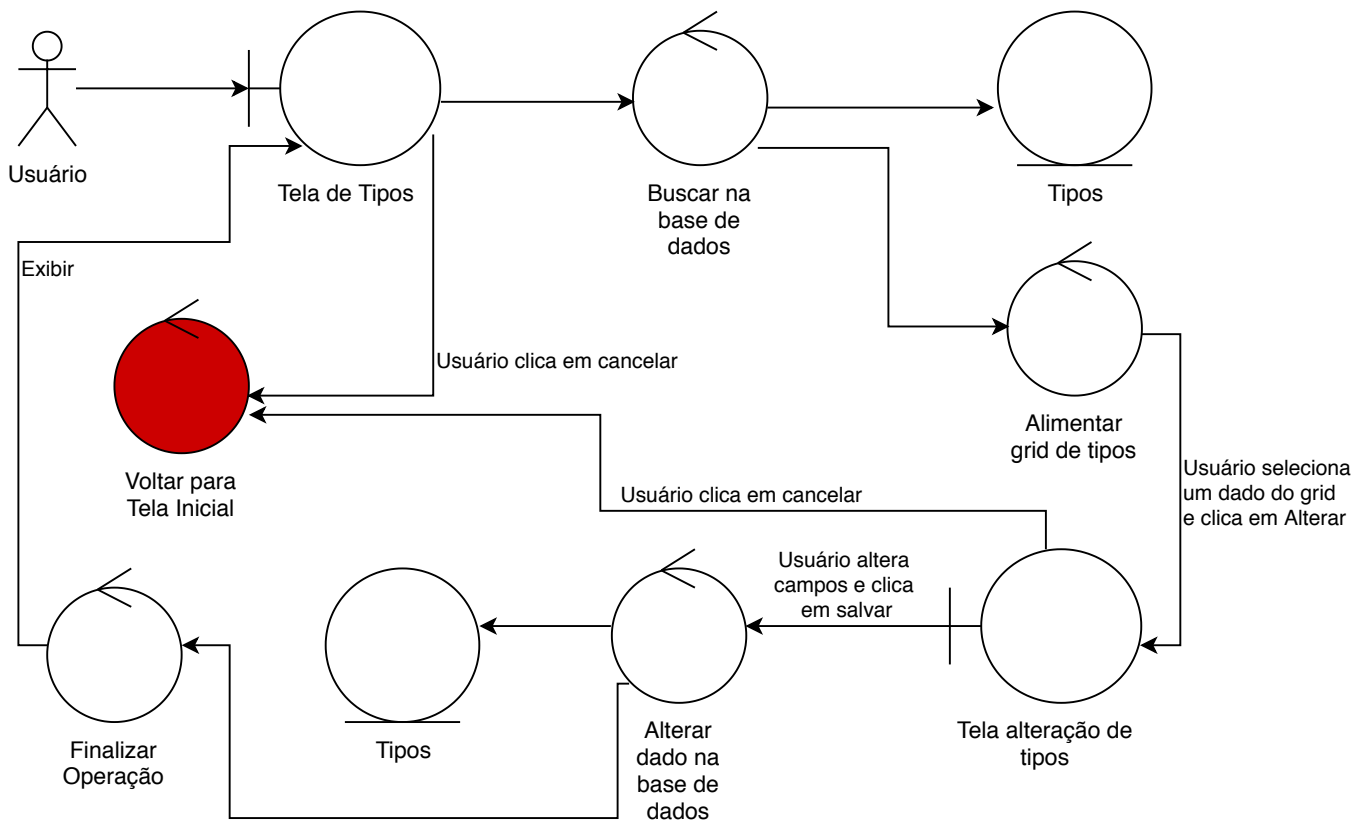 Usuário
Tela de Tipos
Buscar na
base de
dados
Tipos
Exibir
Usuário clica em cancelar
Alimentar
grid de tipos
Voltar para
Tela Inicial
Usuário seleciona
um dado do grid
e clica em Alterar
Usuário clica em cancelar
Usuário altera
campos e clica
em salvar
Finalizar
Operação
Tipos
Alterar
dado na
base de
dados
Tela alteração de
tipos